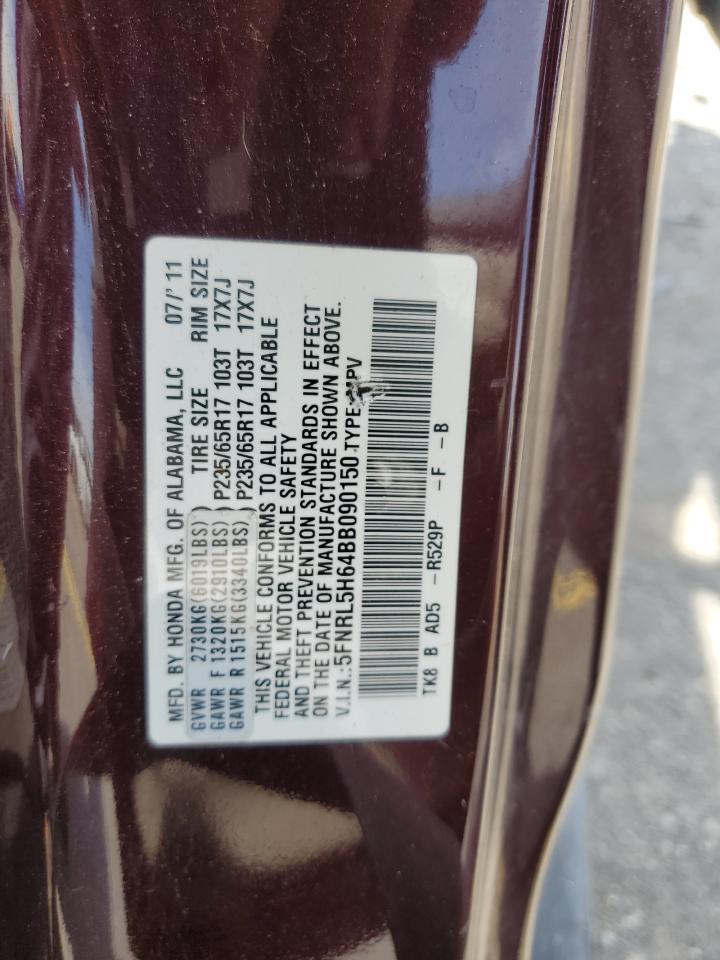 MFD. BY HONDA MFG. OF ALABAMA, LLC 07/'11
GVWR 2730KG(6019LBS) TIRE SIZE RIM SIZE
GAWR F 1320KG(2910LBS) P235/65R17 103T 17X7J
GAWR R 1515KG(3340LBS) P235/65R17 103T 17X7J
THIS VEHICLE CONFORMS TO ALL APPLICABLE
FEDERAL MOTOR VEHICLE SAFETY
AND THEFT PREVENTION STANDARDS IN EFFECT
ON THE DATE OF MANUFACTURE SHOWN ABOVE.
V.I.N.:5FNRL5H64BB090150 TYPE: MPV
TK8 B AD5 -R529P -F -B